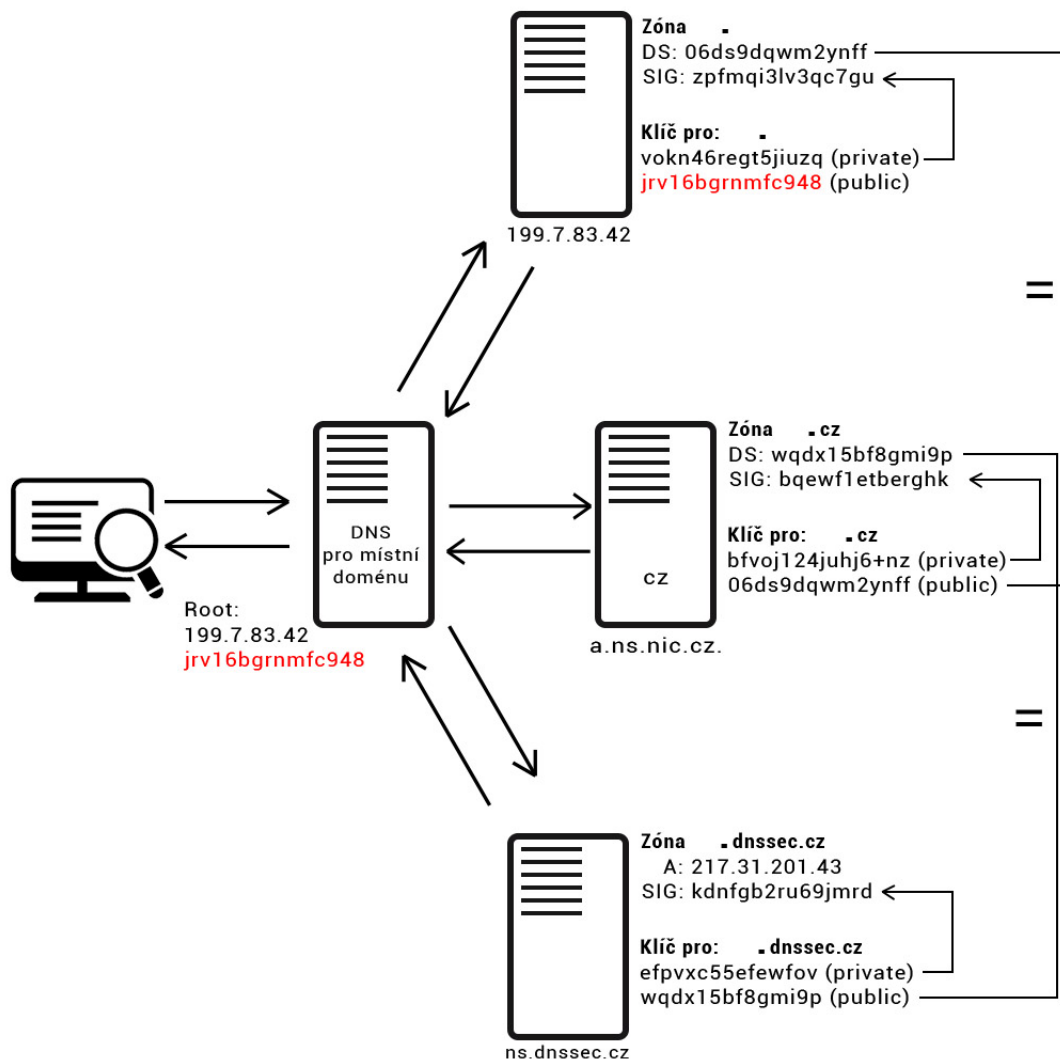 Zóna .
DS: 06ds9dqwm2ynff
SIG: zpfmqi3lv3qc7gu
Klíč pro: .
vokn46regt5jiuzq (private)
jrv16bgrnmfc948 (public)
199.7.83.42
=
DNS
pro místní
doménu
Root:
199.7.83.42
jrv16bgrnmfc948
cz
a.ns.nic.cz.
Zóna .cz
DS: wqdx15bf8gmi9p
SIG: bqewf1etberghk
Klíč pro: .cz
bfvoj124juhj6+nz (private)
06ds9dqwm2ynff (public)
=
Zóna .dnssec.cz
A: 217.31.201.43
SIG: kdnfgb2ru69jmrd
Klíč pro: .dnssec.cz
efpvxc55efewfov (private)
wqdx15bf8gmi9p (public)
ns.dnssec.cz